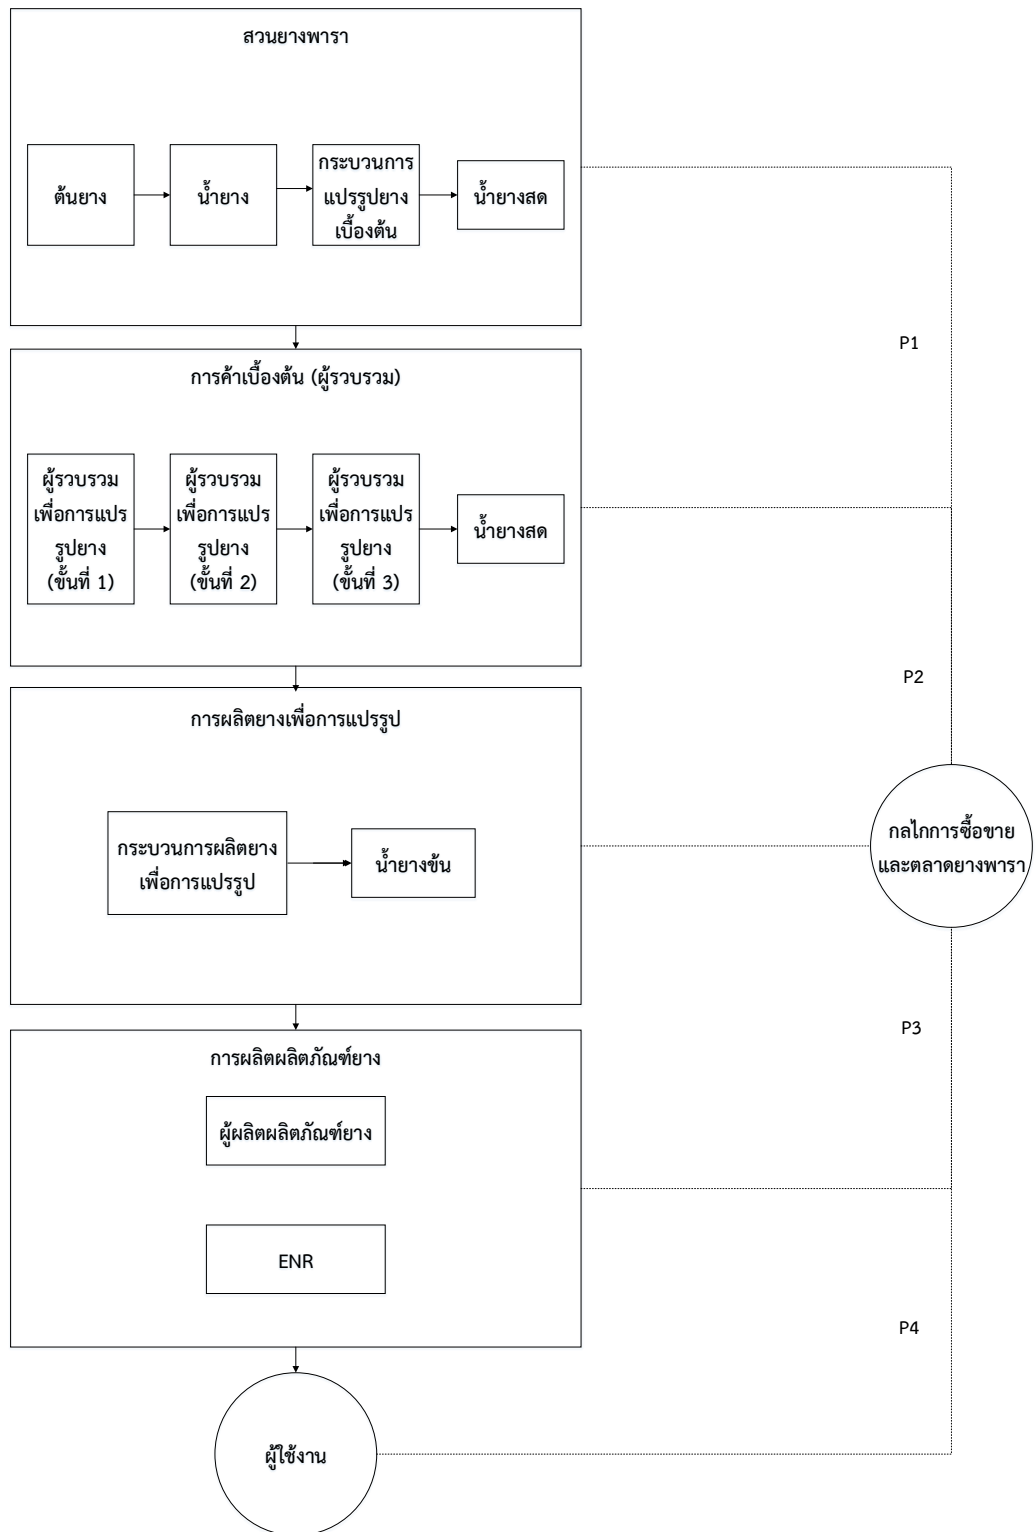 สวนยางพารา
ต้นยาง
น้ำยาง
กระบวนการ
แปรรูปยาง
เบื้องต้น
น้ำยางสด
P1
การค้าเบื้องต้น (ผู้รวบรวม)
ผู้รวบรวม
เพื่อการแปร
รูปยาง
(ขั้นที่ 1)
ผู้รวบรวม
เพื่อการแปร
รูปยาง
(ขั้นที่ 2)
ผู้รวบรวม
เพื่อการแปร
รูปยาง
(ขั้นที่ 3)
น้ำยางสด
P2
การผลิตยางเพื่อการแปรรูป
กระบวนการผลิตยาง
เพื่อการแปรรูป
น้ำยางข้น
กลไกการซื้อขาย
และตลาดยางพารา
P3
การผลิตผลิตภัณฑ์ยาง
ผู้ผลิตผลิตภัณฑ์ยาง
ENR
P4
ผู้ใช้งาน